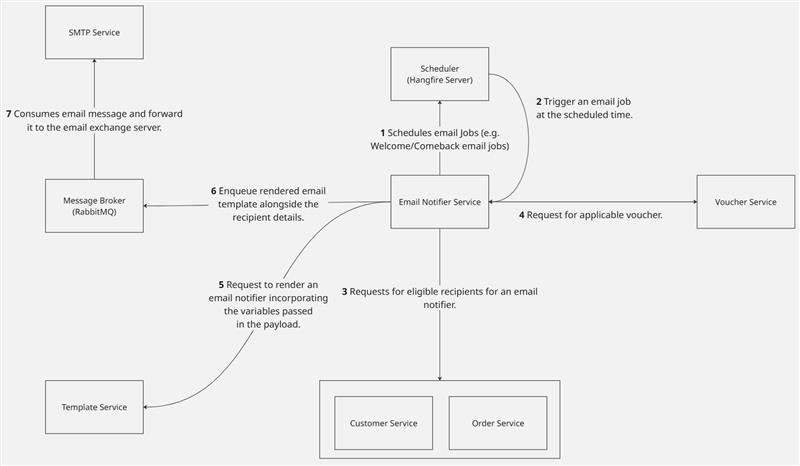 SMTP Service
Scheduler
(Hangfire Server)
7 Consumes email message and forward
it to the email exchange server.
2 Trigger an email job
at the scheduled time.
1 Schedules email Jobs (e.g.
Welcome/Comeback email jobs)
Message Broker
(RabbitMQ)
6 Enqueue rendered email
template alongside the
recipient details.
Email Notifier Service
4 Request for applicable voucher.
Voucher Service
5 Request to render an
email notifier incorporating
the variables passed
in the payload.
3 Requests for eligible recipients for an email
notifier.
Template Service
Customer Service
Order Service